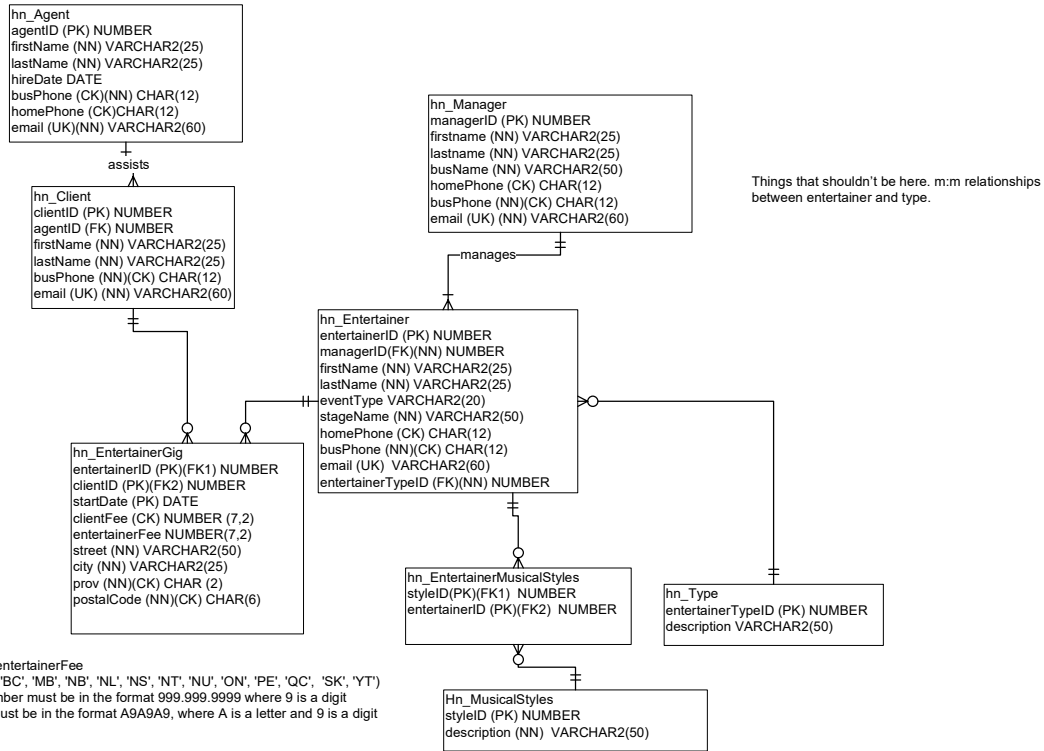 hn_Agent
agentID (PK) NUMBER
firstName (NN) VARCHAR2(25)
lastName (NN) VARCHAR2(25)
hireDate DATE
busPhone (CK)(NN) CHAR(12)
homePhone (CK)CHAR(12)
email (UK)(NN) VARCHAR2(60)
assists
hn_Client
clientID (PK) NUMBER
agentID (FK) NUMBER
firstName (NN) VARCHAR2(25)
lastName (NN) VARCHAR2(25)
busPhone (NN)(CK) CHAR(12)
email (UK) (NN) VARCHAR2(60)
hn_Manager
managerID (PK) NUMBER
firstname (NN) VARCHAR2(25)
lastname (NN) VARCHAR2(25)
busName (NN) VARCHAR2(50)
homePhone (CK) CHAR(12)
busPhone (NN)(CK) CHAR(12)
email (UK) (NN) VARCHAR2(60)
Things that shouldn't be here. m:m relationships
between entertainer and type.
manages
hn_Entertainer
entertainerID (PK) NUMBER
managerID(FK)(NN) NUMBER
firstName (NN) VARCHAR2(25)
lastName (NN) VARCHAR2(25)
eventType VARCHAR2(20)
stageName (NN) VARCHAR2(50)
homePhone (CK) CHAR(12)
busPhone (NN)(CK) CHAR(12)
email (UK)  VARCHAR2(60)
entertainerTypeID (FK)(NN) NUMBER
hn_EntertainerGig
entertainerID (PK)(FK1) NUMBER
clientID (PK)(FK2) NUMBER
startDate (PK) DATE
clientFee (CK) NUMBER (7,2)
entertainerFee NUMBER(7,2)
street (NN) VARCHAR2(50)
city (NN) VARCHAR2(25)
prov (NN)(CK) CHAR (2)
postalCode (NN)(CK) CHAR(6)
hn_EntertainerMusicalStyles
styleID(PK)(FK1)  NUMBER
entertainerID (PK)(FK2)  NUMBER
hn_Type
entertainerTypeID (PK) NUMBER
description VARCHAR2(50)
Hn_MusicalStyles
styleID (PK) NUMBER
description (NN)  VARCHAR2(50)
entertainerFee
'BC', 'MB', 'NB', 'NL', 'NS', 'NT', 'NU', 'ON', 'PE', 'QC',  'SK', 'YT')
must be in the format 999.999.9999 where 9 is a digit
must be in the format A9A9A9, where A is a letter and 9 is a digit